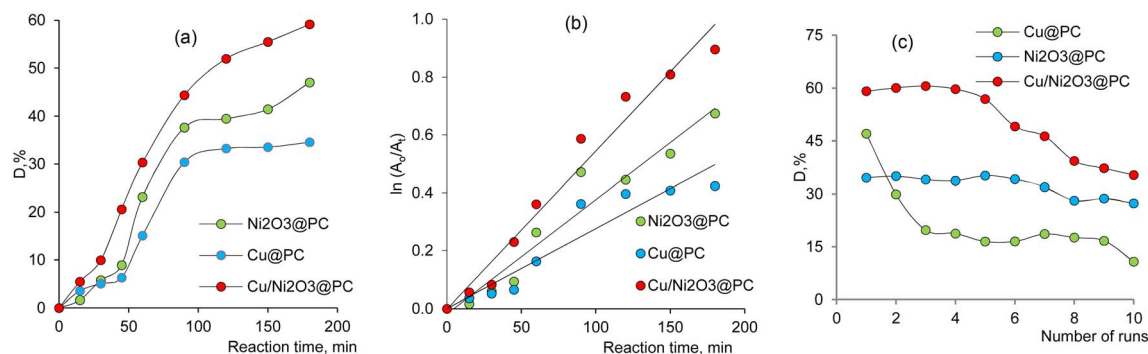 (a)
60
50
40
30
20
10
0
D,%
0 50 100 150 200
Reaction time, min
Ni2O3@PC
Cu@PC
Cu/Ni2O3@PC
(b)
1.0
0.8
0.6
0.4
0.2
0.0
ln (A₀/Aₜ)
0 50 100 150 200
Reaction time, min
Ni2O3@PC
Cu@PC
Cu/Ni2O3@PC
(c)
75
60
45
30
15
0
D,%
0 2 4 6 8 10
Number of runs
Cu@PC
Ni2O3@PC
Cu/Ni2O3@PC